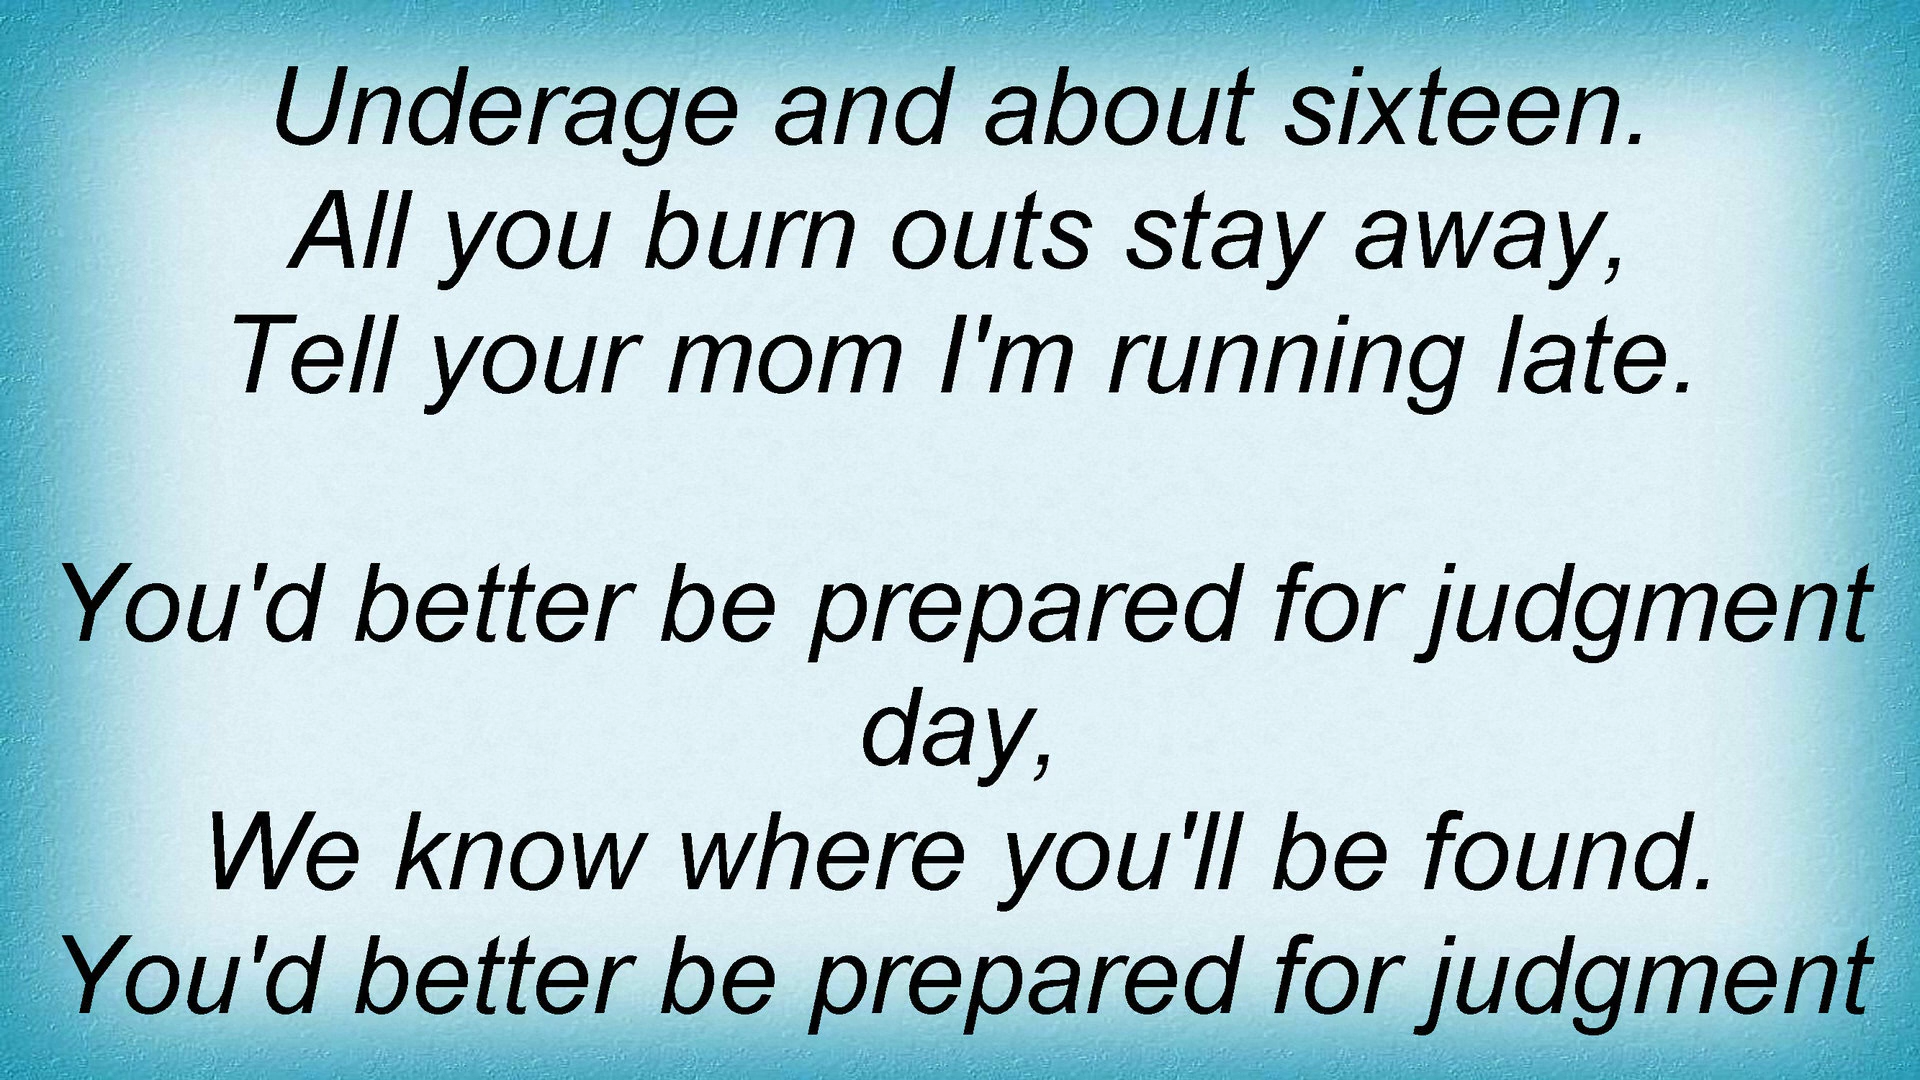 Underage and about sixteen.
All you burn outs stay away,
Tell your mom I'm running late.
You'd better be prepared for judgment
day,
We know where you'll be found.
You'd better be prepared for judgment